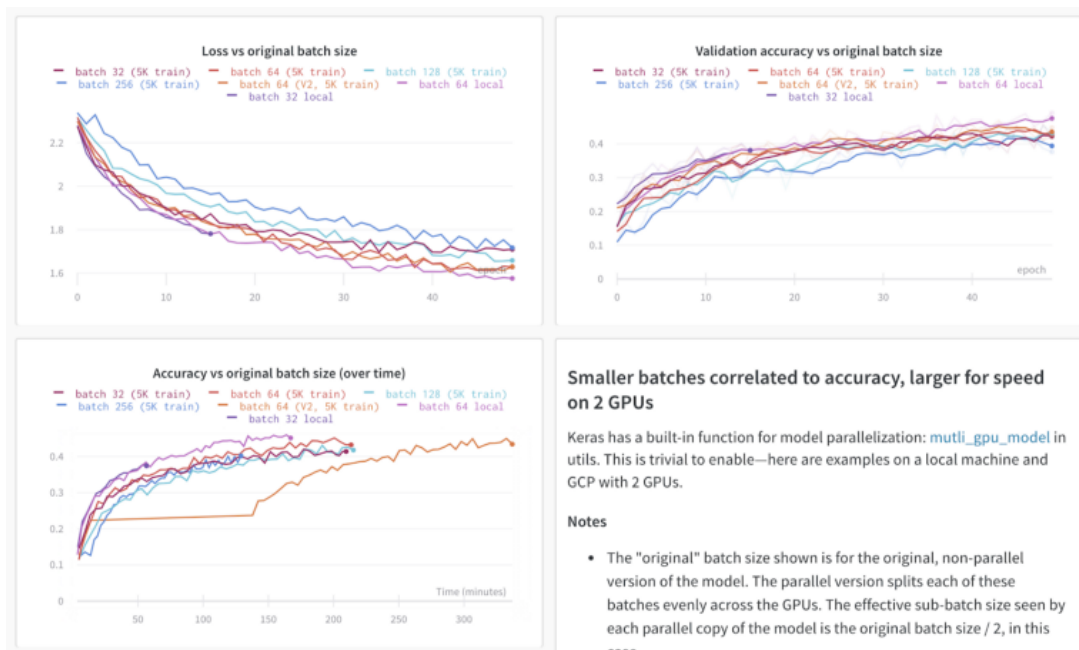 Loss vs original batch size
batch 32 (5K train) batch 64 (5K train) batch 128 (5K train)
batch 256 (5K train) batch 64 (V2, 5K train) batch 64 local
batch 32 local
2.2
2
1.8
1.6
epoch
0 10 20 30 40
Validation accuracy vs original batch size
batch 32 (5K train) batch 64 (5K train) batch 128 (5K train)
batch 256 (5K train) batch 64 (V2, 5K train) batch 64 local
batch 32 local
0.4
0.3
0.2
0.1
0
epoch
0 10 20 30 40
Accuracy vs original batch size (over time)
batch 32 (5K train) batch 64 (5K train) batch 128 (5K train)
batch 256 (5K train) batch 64 (V2, 5K train) batch 64 local
batch 32 local
0.4
0.3
0.2
0.1
0
Time (minutes)
50 100 150 200 250 300
Smaller batches correlated to accuracy, larger for speed
on 2 GPUs
Keras has a built-in function for model parallelization: mutli_gpu_model in
utils. This is trivial to enable—here are examples on a local machine and
GCP with 2 GPUs.
Notes
• The "original" batch size shown is for the original, non-parallel
version of the model. The parallel version splits each of these
batches evenly across the GPUs. The effective sub-batch size seen by
each parallel copy of the model is the original batch size / 2, in this